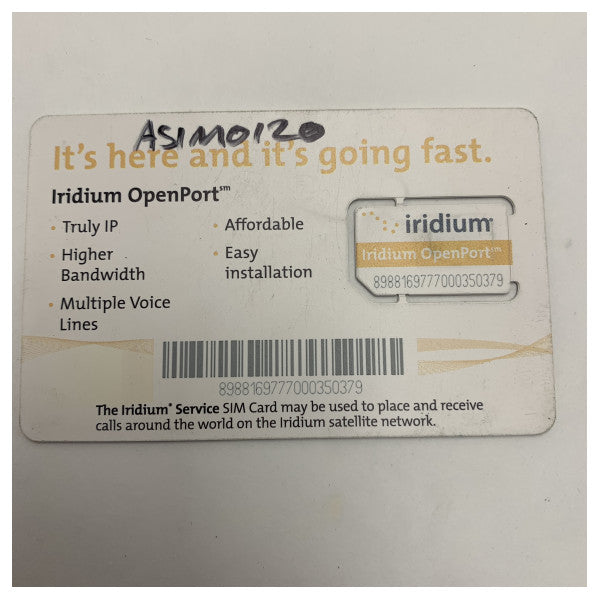 ASIM0120
It's here and it's going fast.
Iridium OpenPort℠
• Truly IP
• Higher
Bandwidth
• Multiple Voice
Lines
• Affordable
• Easy
installation
iridium®
Iridium OpenPort℠
8988169777000350379
8988169777000350379
The Iridium® Service SIM Card may be used to place and receive
calls around the world on the Iridium satellite network.